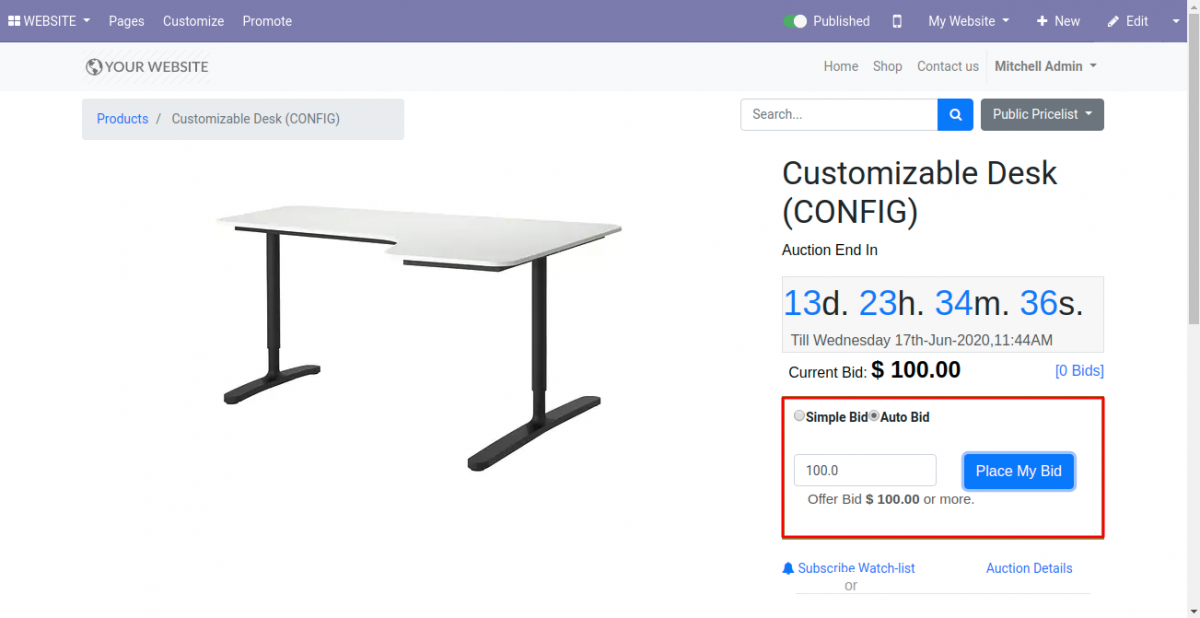 WEBSITE Pages Customize Promote Published My Website New Edit
YOUR WEBSITE Home Shop Contact us Mitchell Admin
Products / Customizable Desk (CONFIG) Search... Public Pricelist
Customizable Desk
(CONFIG)
Auction End In
13d. 23h. 34m. 36s.
Till Wednesday 17th-Jun-2020,11:44AM
Current Bid: $ 100.00 [0 Bids]
Simple Bid Auto Bid
100.0 Place My Bid
Offer Bid $ 100.00 or more.
Subscribe Watch-list Auction Details
or